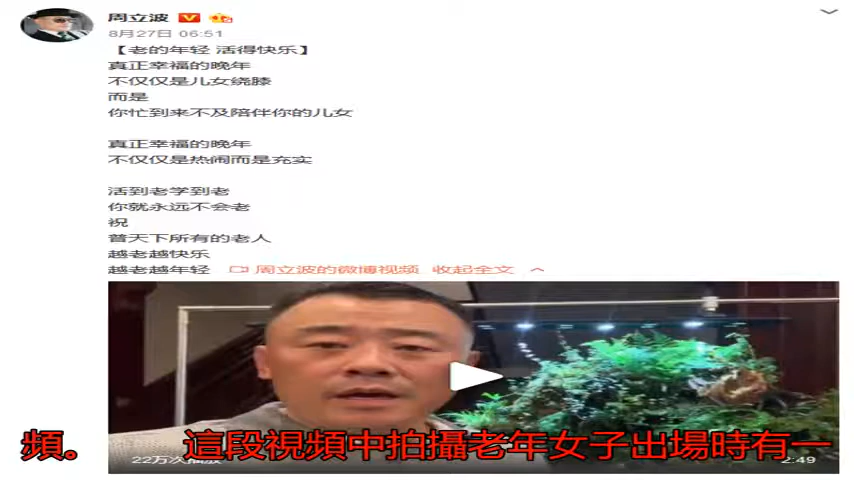 周立波
8月27日 06:51
【老的年轻 活得快乐】
真正幸福的晚年
不仅仅是儿女绕膝
而是
你忙到来不及陪伴你的儿女
真正幸福的晚年
不仅仅是热闹而是充实
活到老学到老
你就永远不会老
祝
普天下所有的老人
越老越快乐
越老越年轻 周立波的微博视频 收起全文
頻。 這段視頻中拍攝老年女子出場時有一
22万次播放 2:49